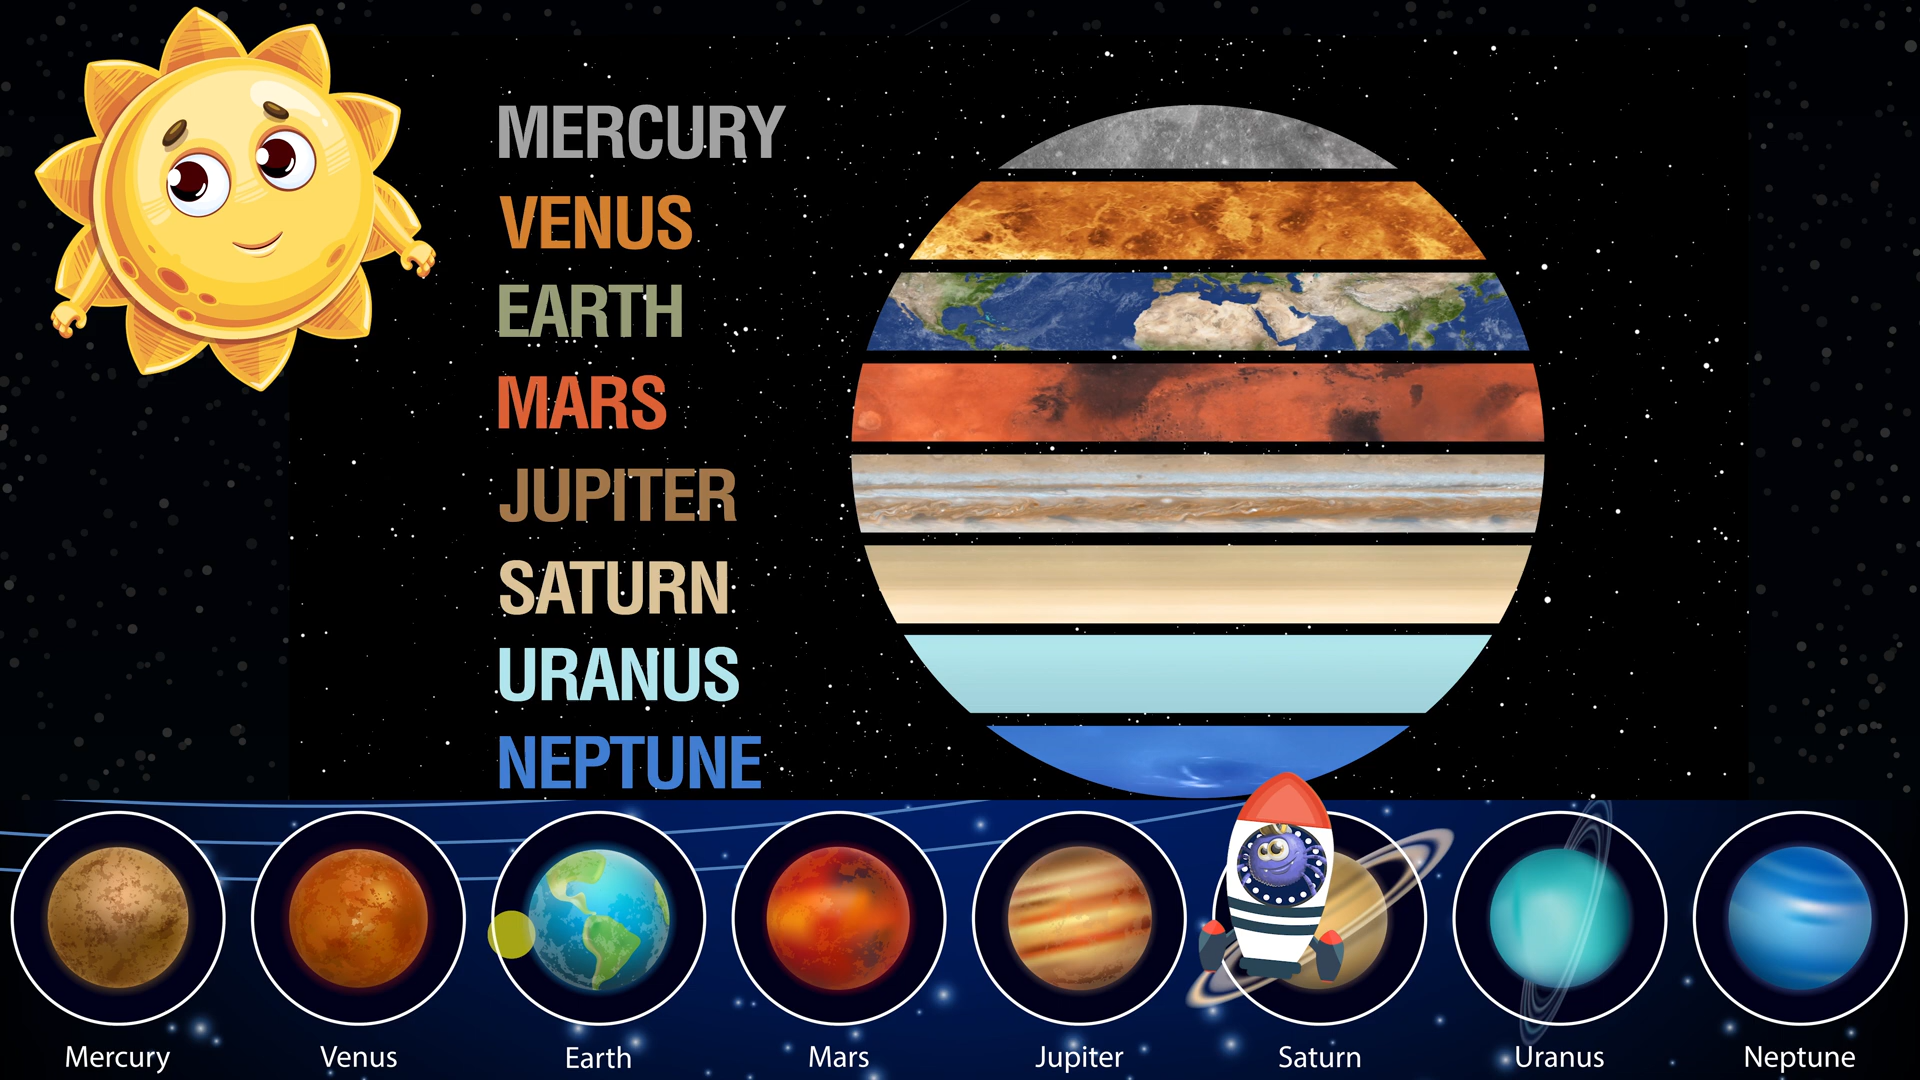 MERCURY
VENUS
EARTH
MARS
JUPITER
SATURN
URANUS
NEPTUNE
Mercury
Venus
Earth
Mars
Jupiter
Saturn
Uranus
Neptune